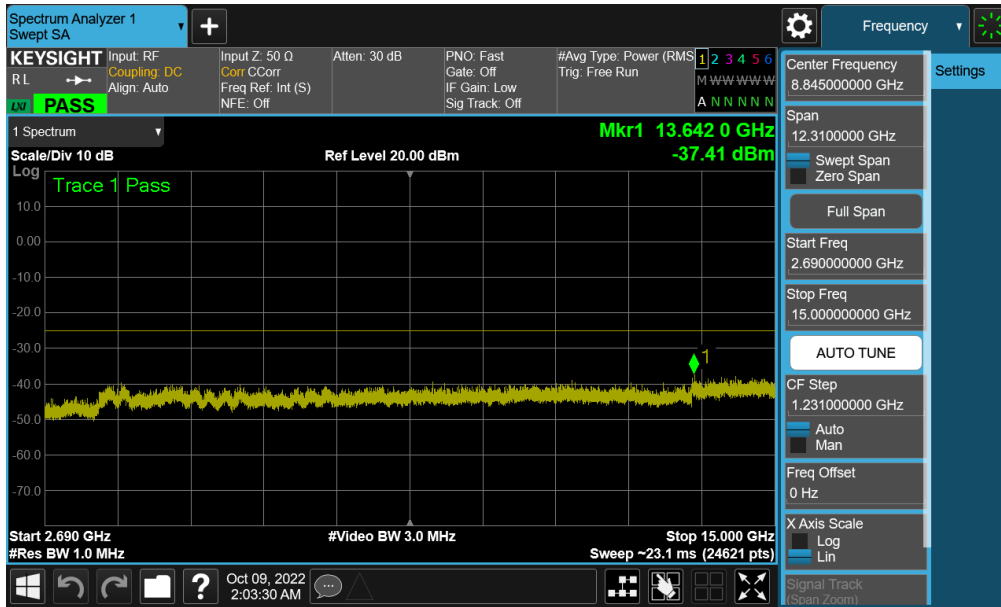 Spectrum Analyzer 1
Swept SA
+
Frequency
KEYSIGHT
R L
LXI PASS
Input: RF
Coupling: DC
Align: Auto
Input Z: 50 Ω
Corr CCorr
Freq Ref: Int (S)
NFE: Off
Atten: 30 dB
PNO: Fast
Gate: Off
IF Gain: Low
Sig Track: Off
#Avg Type: Power (RMS
Trig: Free Run
1 2 3 4 5 6
M W W W W W
A N N N N N
1 Spectrum
Scale/Div 10 dB
Ref Level 20.00 dBm
Mkr1 13.642 0 GHz
-37.41 dBm
Log
Trace 1 Pass
10.0
0.00
-10.0
-20.0
-30.0
1
-40.0
-50.0
-60.0
-70.0
Start 2.690 GHz
#Res BW 1.0 MHz
#Video BW 3.0 MHz
Stop 15.000 GHz
Sweep ~23.1 ms (24621 pts)
?
Oct 09, 2022
2:03:30 AM
Center Frequency
8.845000000 GHz
Span
12.3100000 GHz
Swept Span
Zero Span
Full Span
Start Freq
2.690000000 GHz
Stop Freq
15.000000000 GHz
AUTO TUNE
CF Step
1.231000000 GHz
Auto
Man
Freq Offset
0 Hz
X Axis Scale
Log
Lin
Signal Track
(Span Zoom)
Settings